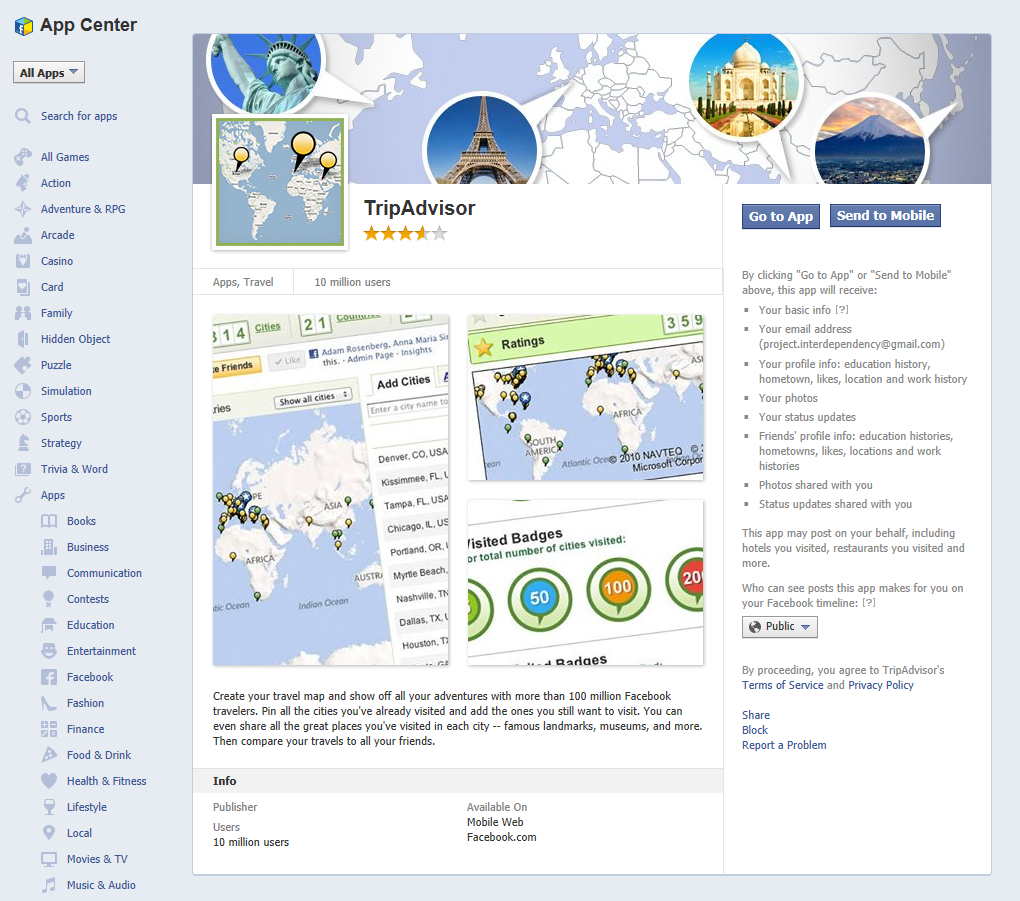 App Center
All Apps
Search for apps
All Games
Action
Adventure & RPG
Arcade
Casino
Card
Family
Hidden Object
Puzzle
Simulation
Sports
Strategy
Trivia & Word
Apps
Books
Business
Communication
Contests
Education
Entertainment
Facebook
Fashion
Finance
Food & Drink
Health & Fitness
Lifestyle
Local
Movies & TV
Music & Audio
TripAdvisor
Apps, Travel
10 million users
314 Cities 21
Friends
Like
Adam Rosenberg, Anna Maria
this. · Admin Page · Insights
Show all cities
Add Cities
Enter a city name to
Denver, CO, USA
Kissimmee, FL,
Tampa, FL, USA
Chicago, IL, US
Portland, OR,
Myrtle Beach,
Nashville, TN
Dallas, TX, U
Houston, TX
ASIA
AFRICA
Indian Ocean
359
Ratings
AFRICA
SOUTH
AMERICA
Atlantic Ocean
© 2010 NAVTEQ ©
Microsoft Corpor
Visited Badges
or total number of cities visited:
50
100
200
Badges
Create your travel map and show off all your adventures with more than 100 million Facebook
travelers. Pin all the cities you've already visited and add the ones you still want to visit. You can
even share all the great places you've visited in each city -- famous landmarks, museums, and more.
Then compare your travels to all your friends.
Info
Publisher
Users
10 million users
Available On
Mobile Web
Facebook.com
Go to App
Send to Mobile
By clicking "Go to App" or "Send to Mobile"
above, this app will receive:
Your basic info [?]
Your email address
(project.interdependency@gmail.com)
Your profile info: education history,
hometown, likes, location and work history
Your photos
Your status updates
Friends' profile info: education histories,
hometowns, likes, locations and work
histories
Photos shared with you
Status updates shared with you
This app may post on your behalf, including
hotels you visited, restaurants you visited and
more.
Who can see posts this app makes for you on
your Facebook timeline: [?]
Public
By proceeding, you agree to TripAdvisor's
Terms of Service and Privacy Policy
Share
Block
Report a Problem